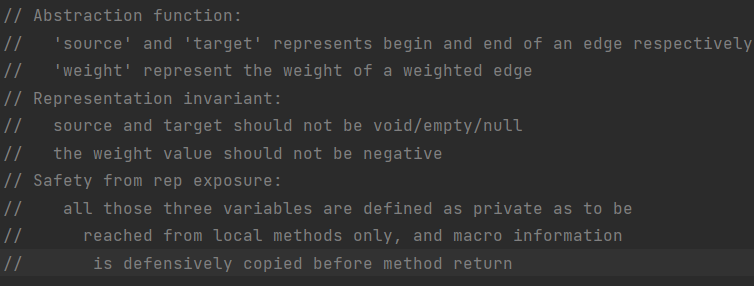 // Abstraction function:
//   'source' and 'target' represents begin and end of an edge respectively
//   'weight' represent the weight of a weighted edge
// Representation invariant:
//   source and target should not be void/empty/null
//   the weight value should not be negative
// Safety from rep exposure:
//    all those three variables are defined as private as to be
//      reached from local methods only, and macro information
//       is defensively copied before method return